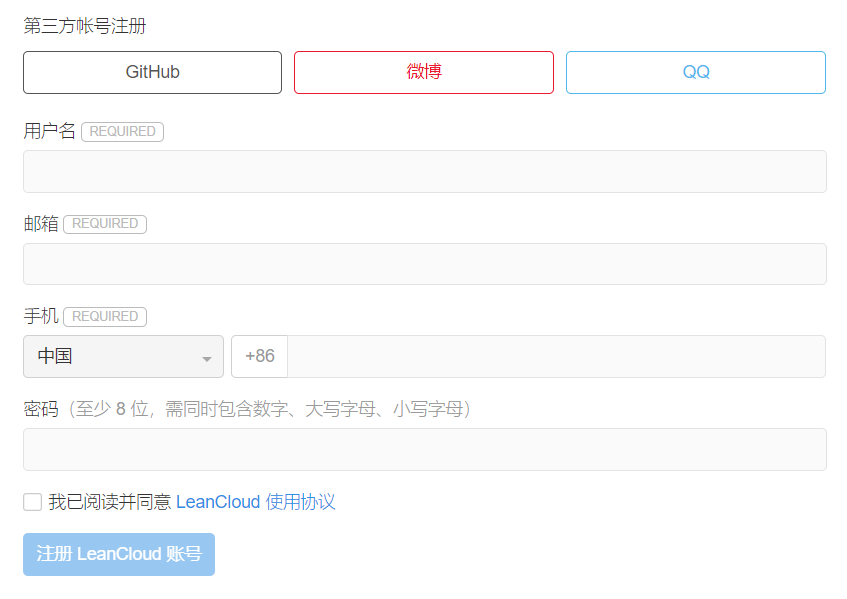 第三方帐号注册
GitHub 微博 QQ
用户名 REQUIRED
邮箱 REQUIRED
手机 REQUIRED
中国 +86
密码（至少 8 位，需同时包含数字、大写字母、小写字母）
我已阅读并同意 LeanCloud 使用协议
注册 LeanCloud 账号